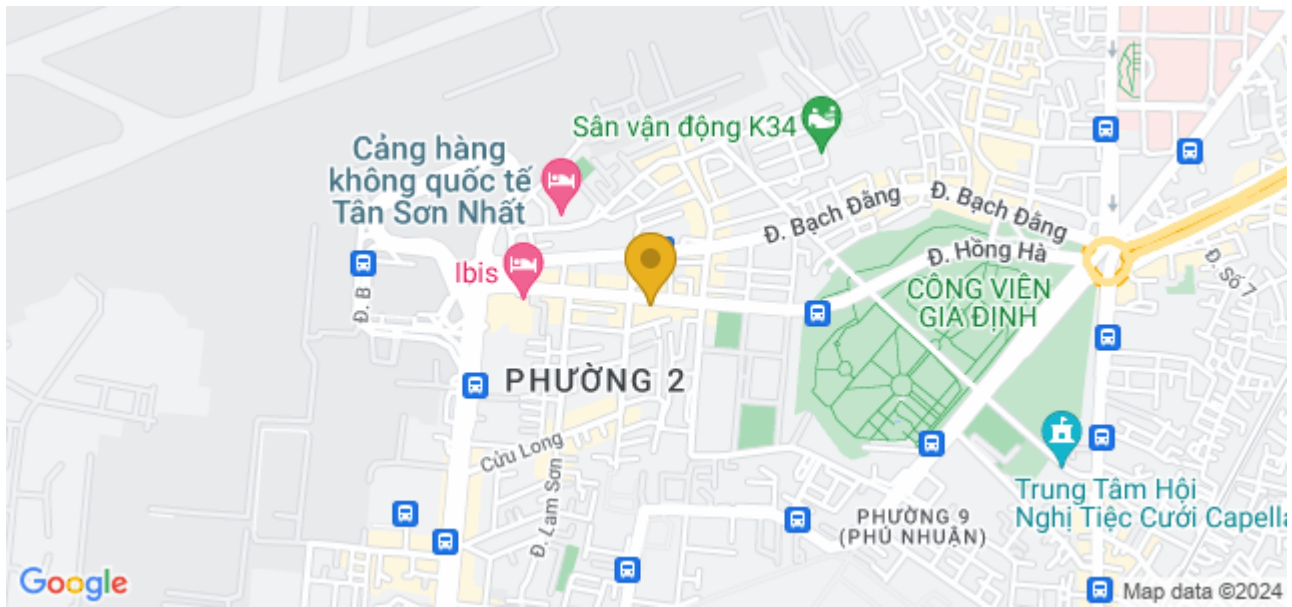 Sân vận động K34
Cảng hàng
không quốc tế
Tân Sơn Nhất
Đ. Bạch Đằng
Đ. Bạch Đằng
Đ. Hồng Hà
Đ. Số 7
Ibis
Đ. B
CÔNG VIÊN
GIA ĐỊNH
PHƯỜNG 2
Cửu Long
Đ. Lam Sơn
Trung Tâm Hội
Nghị Tiệc Cưới Capella
PHƯỜNG 9
(PHÚ NHUẬN)
Google
Map data ©2024